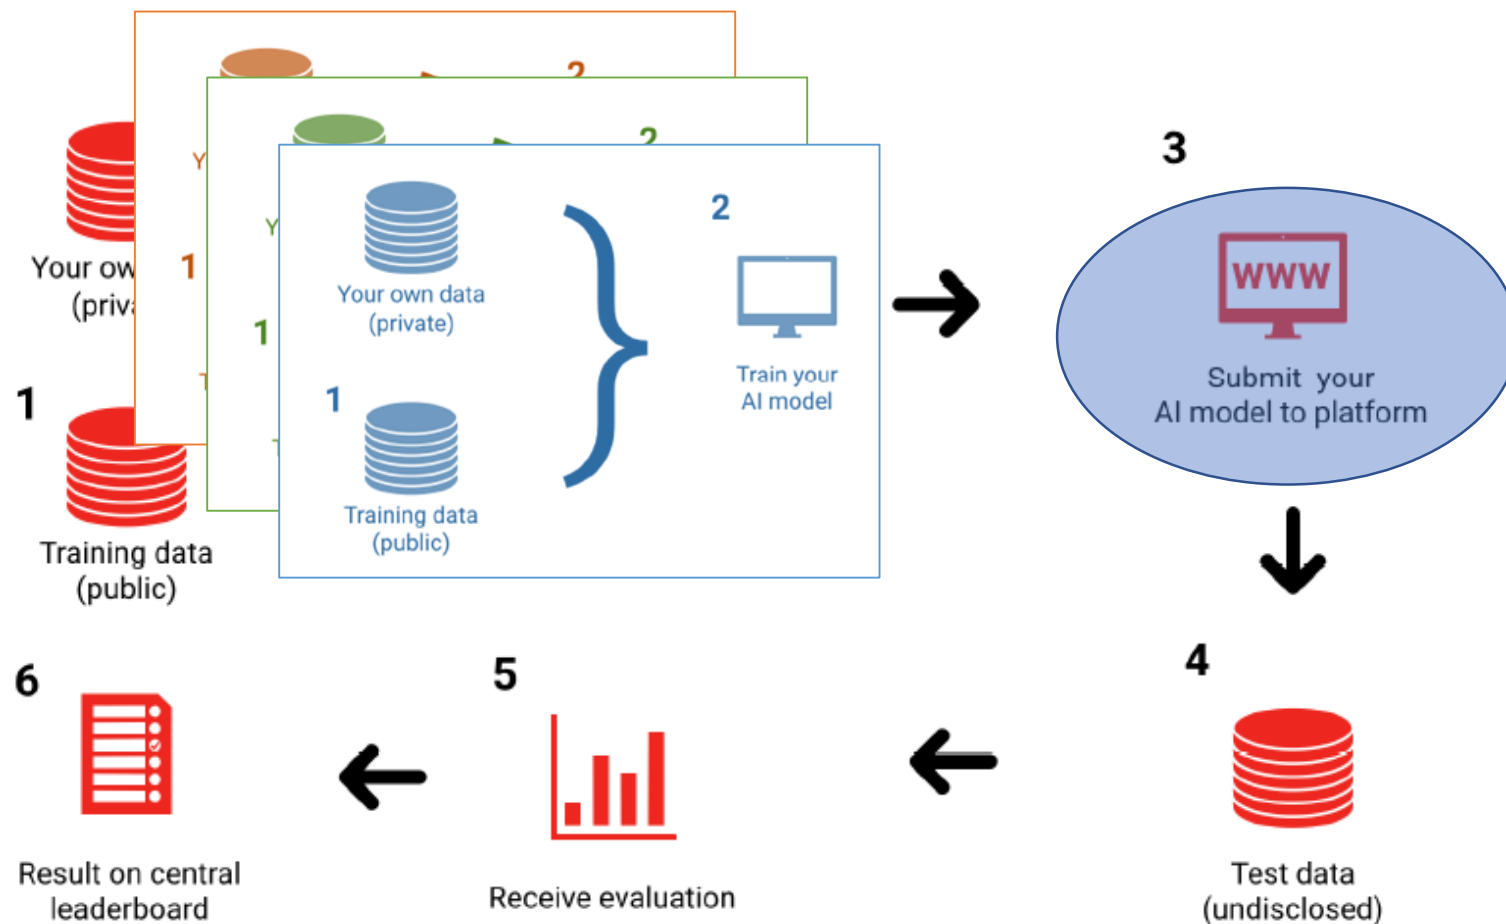 2
2
3
Y
Your ow
(priva
1
Y
1
2
Your own data
(private)
1
Training data
(public)
Train your
AI model
WWW
Submit your
AI model to platform
1
T
T
Training data
(public)
6
5
4
Result on central
leaderboard
Receive evaluation
Test data
(undisclosed)